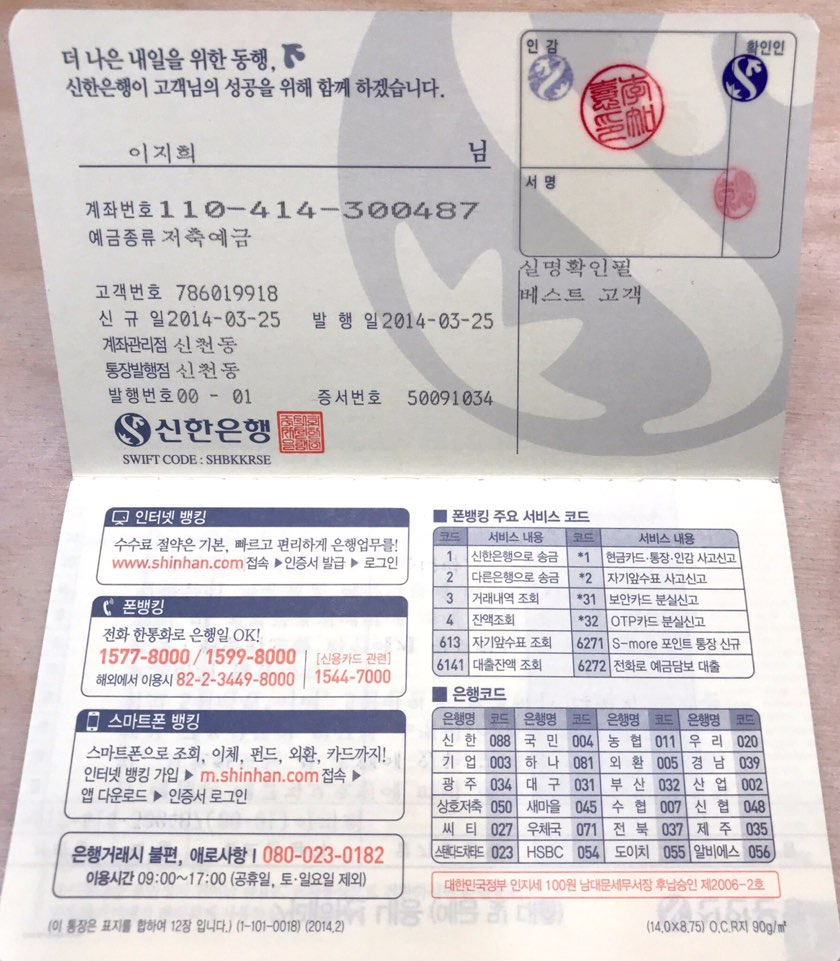 더 나은 내일을 위한 동행,
신한은행이 고객님의 성공을 위해 함께 하겠습니다.
이지희 님
계좌번호 110-414-300487
예금종류 저축예금
고객번호 786019918
신 규 일 2014-03-25 발 행 일 2014-03-25
계좌관리점 신천동
통장발행점 신천동
발행번호 00 - 01 증서번호 50091034
신한은행
SWIFT CODE : SHBKKRSE
인 감 확인인
서 명
실명확인필
베스트 고객
인터넷 뱅킹
수수료 절약은 기본, 빠르고 편리하게 은행업무를!
www.shinhan.com 접속 ▶인증서 발급 ▶ 로그인
폰뱅킹
전화 한통화로 은행일 OK!
1577-8000 / 1599-8000 [신용카드 관련]
해외에서 이용시 82-2-3449-8000 1544-7000
스마트폰 뱅킹
스마트폰으로 조회, 이체, 펀드, 외환, 카드까지!
인터넷 뱅킹 가입 ▶ m.shinhan.com 접속 ▶
앱 다운로드 ▶ 인증서 로그인
은행거래시 불편, 애로사항 | 080-023-0182
이용시간 09:00~17:00 (공휴일, 토·일요일 제외)
■ 폰뱅킹 주요 서비스 코드
코드 서비스 내용 코드 서비스 내용
1 신한은행으로 송금 *1 현금카드·통장·인감 사고신고
2 다른은행으로 송금 *2 자기앞수표 사고신고
3 거래내역 조회 *31 보안카드 분실신고
4 잔액조회 *32 OTP카드 분실신고
613 자기앞수표 조회 6271 S-more 포인트 통장 신규
6141 대출잔액 조회 6272 전화로 예금담보 대출
■ 은행코드
은행명 코드 은행명 코드 은행명 코드 은행명 코드
신 한 088 국 민 004 농 협 011 우 리 020
기 업 003 하 나 081 외 환 005 경 남 039
광 주 034 대 구 031 부 산 032 산 업 002
상호저축 050 새마을 045 수 협 007 신 협 048
씨 티 027 우체국 071 전 북 037 제 주 035
스탠다드차타드 023 HSBC 054 도이치 055 알비에스 056
대한민국정부 인지세 100원 남대문세무서장 후납승인 제2006-2호
(이 통장은 표지를 합하여 12장 입니다.) (1-101-0018) (2014.2) (14.0×8.75) O.C.R지 90g/㎡